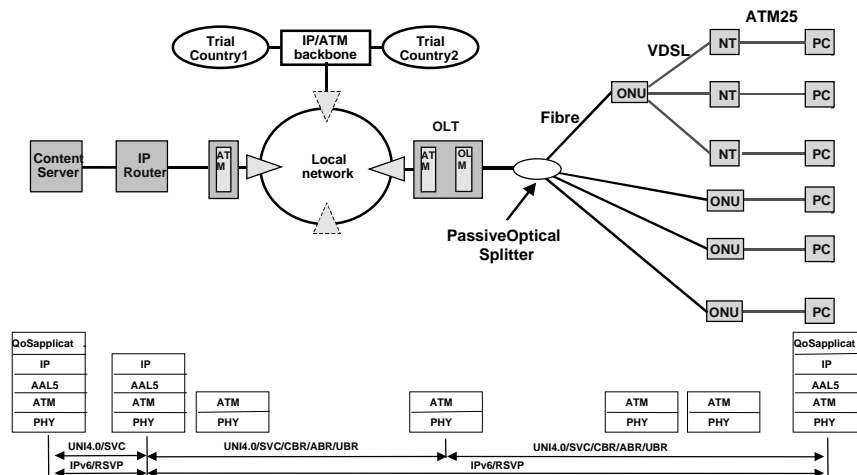 ATM25
Trial
Country1
IP/ATM
backbone
Trial
Country2
VDSL
NT
PC
ONU
NT
PC
Fibre
OLT
NT
PC
Content
Server
IP
Router
AT
M
Local
network
AT
M
OL
M
ONU
PC
PassiveOptical
Splitter
ONU
PC
ONU
PC
QoSapplicat
IP
AAL5
ATM
PHY
IP
AAL5
ATM
PHY
ATM
PHY
ATM
PHY
ATM
PHY
ATM
PHY
QoSapplicat
IP
AAL5
ATM
PHY
UNI4.0/SVC
UNI4.0/SVC/CBR/ABR/UBR
UNI4.0/SVC/CBR/ABR/UBR
IPv6/RSVP
IPv6/RSVP